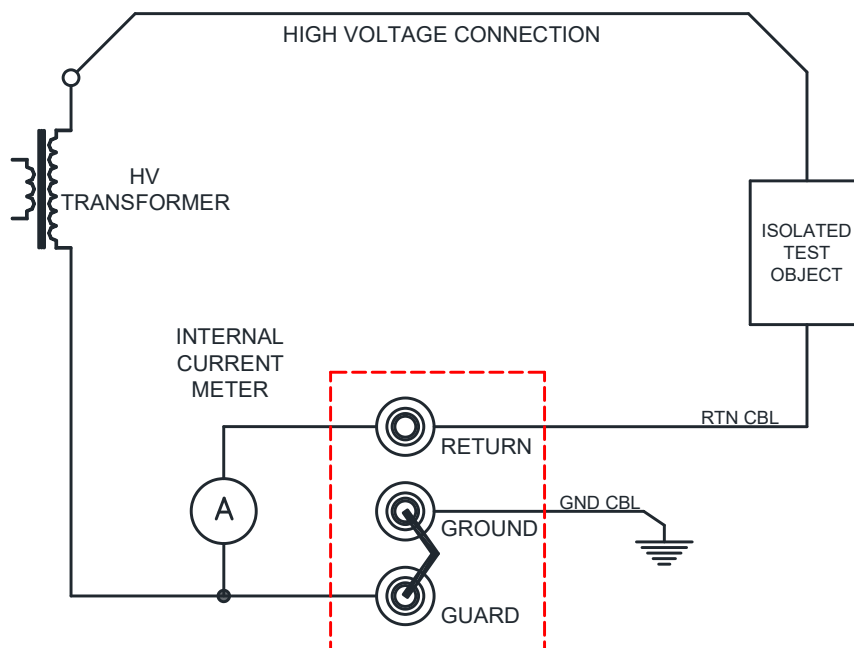 HIGH VOLTAGE CONNECTION
HV
TRANSFORMER
ISOLATED
TEST
OBJECT
INTERNAL
CURRENT
METER
RTN CBL
RETURN
A
GND CBL
GROUND
GUARD